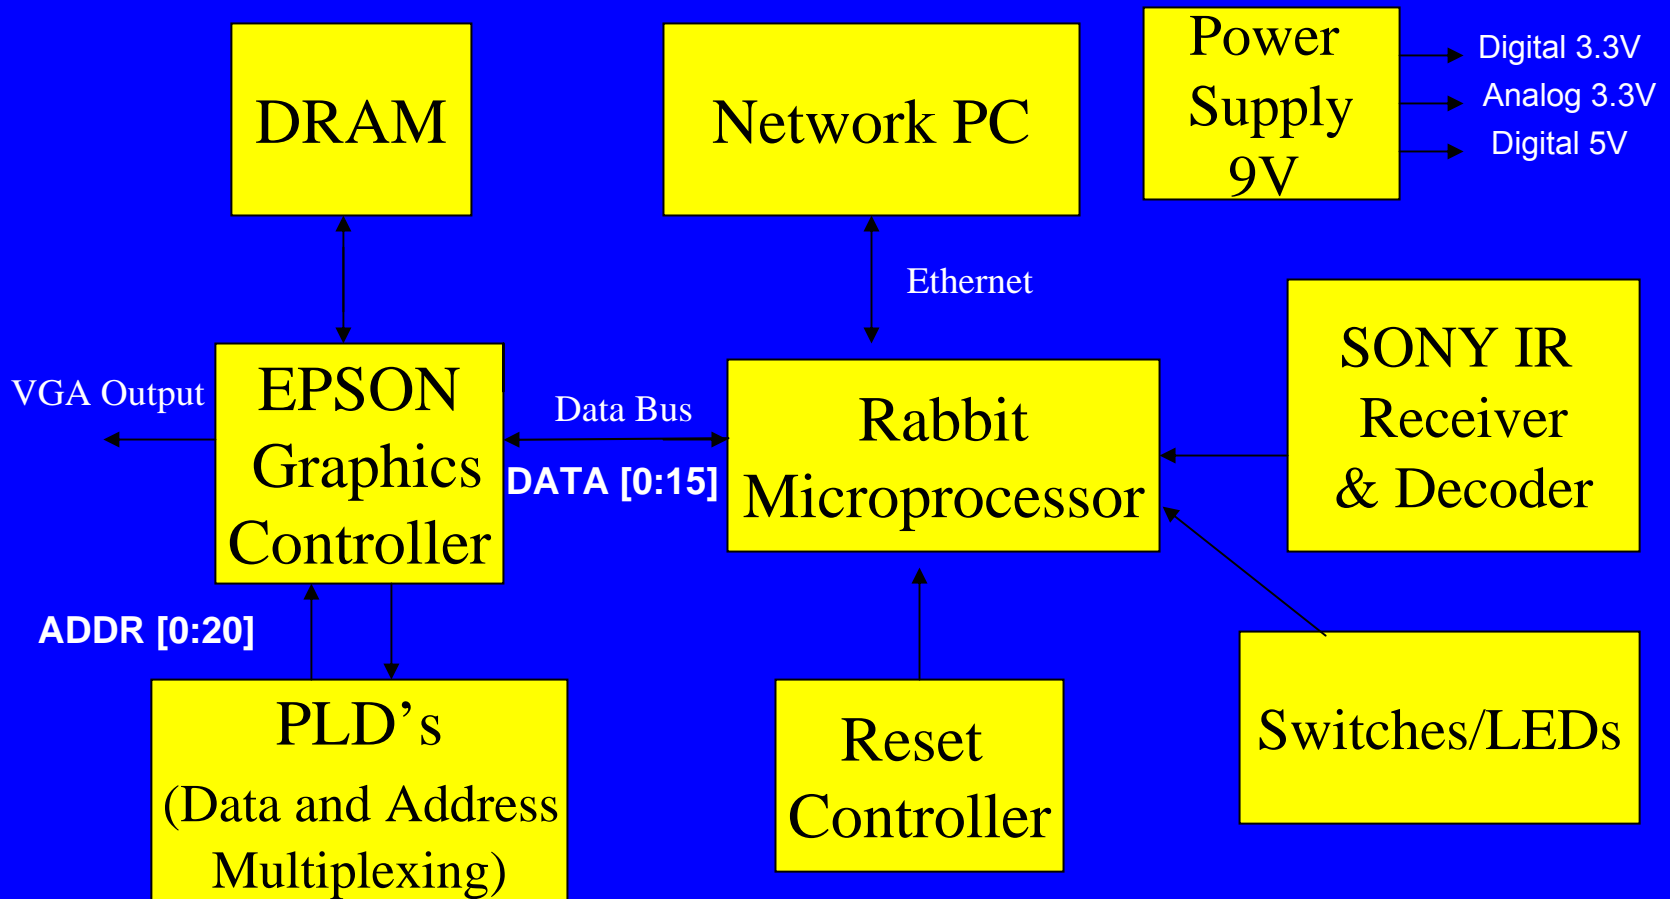 DRAM
Network PC
Power
Supply
9V
Digital 3.3V
Analog 3.3V
Digital 5V
Ethernet
VGA Output
EPSON
Graphics
Controller
Data Bus
DATA [0:15]
Rabbit
Microprocessor
SONY IR
Receiver
& Decoder
ADDR [0:20]
PLD’s
(Data and Address
Multiplexing)
Reset
Controller
Switches/LEDs